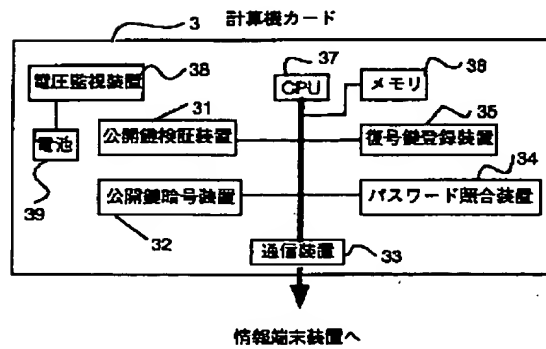 計算機カード
3
電圧監視装置
38
37
CPU
メモリ
36
31
公開鍵検証装置
35
復号鍵登録装置
電池
39
34
公開鍵暗号装置
32
パスワード照合装置
通信装置
33
情報端末装置へ